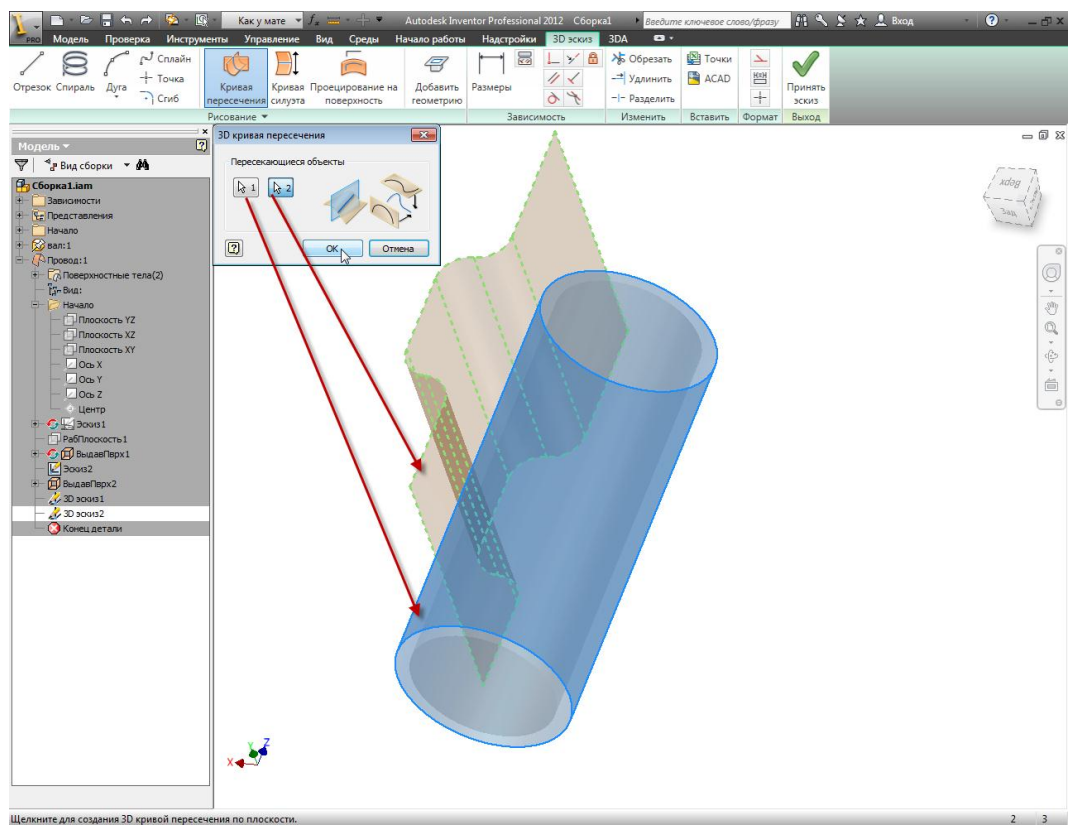 Как у мате
Autodesk Inventor Professional 2012 Сборка1
Введите ключевое слово/фразу
Вход
PRO Модель Проверка Инструменты Управление Вид Среды Начало работы Надстройки 3D эскиз 3DA
Отрезок Спираль Дуга
Сплайн
Точка
Сгиб
Кривая пересечения
Кривая силуэта
Проецирование на поверхность
Добавить геометрию
Размеры
Обрезать
Удлинить
Разделить
Точки
ACAD
Принять эскиз
Рисование Зависимость Изменить Вставить Формат Выход
Модель
Вид сборки
Сборка1.iam
Зависиности
Представления
Начало
вал:1
Провод:1
Поверхностные тела(2)
Вид:
Начало
Плоскость YZ
Плоскость XZ
Плоскость XY
Ось X
Ось Y
Ось Z
Центр
Эскиз1
РабПлоскость1
ВыдавПврх1
Эскиз2
ВыдавПврх2
3D эскиз1
3D эскиз2
Конец детали
3D кривая пересечения
Пересекающиеся объекты
1 2
OK Отмена
Верх
Зад
X Y Z
Щелкните для создания 3D кривой пересечения по плоскости.
2 3